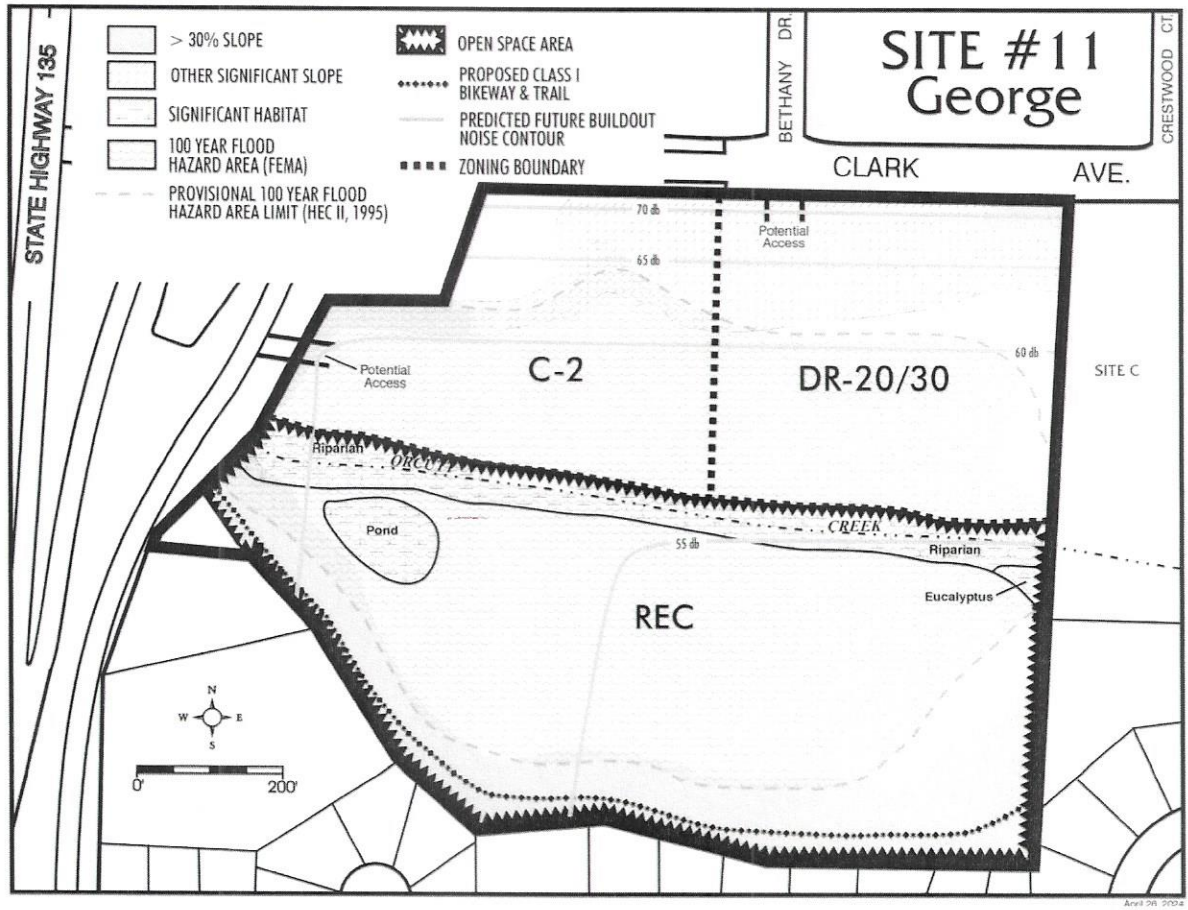 STATE HIGHWAY 135
> 30% SLOPE
OTHER SIGNIFICANT SLOPE
SIGNIFICANT HABITAT
100 YEAR FLOOD
HAZARD AREA (FEMA)
PROVISIONAL 100 YEAR FLOOD
HAZARD AREA LIMIT (HEC II, 1995)
OPEN SPACE AREA
PROPOSED CLASS I
BIKEWAY & TRAIL
PREDICTED FUTURE BUILDOUT
NOISE CONTOUR
ZONING BOUNDARY
BETHANY DR.
SITE #11
George
CRESTWOOD CT.
CLARK AVE.
70 db
Potential
Access
65 db
60 db
Potential
Access
C-2
DR-20/30
SITE C
Riparian
ORCUTT
CREEK
Pond
55 db
Riparian
Eucalyptus
REC
N
W E
S
0' 200'
April 26, 2024